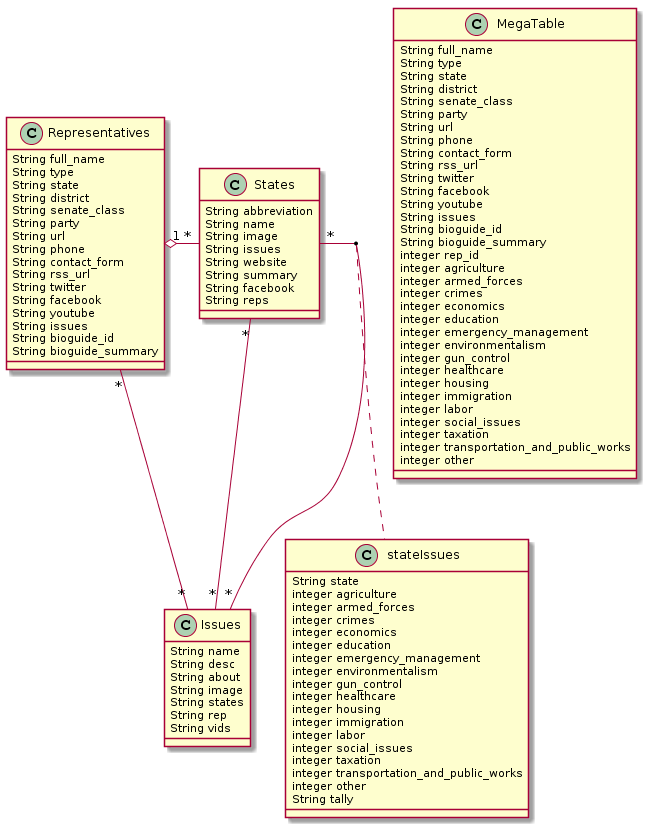 C MegaTable
String full_name
String type
String state
String district
String senate_class
String party
String url
String phone
String contact_form
String rss_url
String twitter
String facebook
String youtube
String issues
String bioguide_id
String bioguide_summary
integer rep_id
integer agriculture
integer armed_forces
integer crimes
integer economics
integer education
integer emergency_management
integer environmentalism
integer gun_control
integer healthcare
integer housing
integer immigration
integer labor
integer social_issues
integer taxation
integer transportation_and_public_works
integer other
C Representatives
String full_name
String type
String state
String district
String senate_class
String party
String url
String phone
String contact_form
String rss_url
String twitter
String facebook
String youtube
String issues
String bioguide_id
String bioguide_summary
1 *
C States
String abbreviation
String name
String image
String issues
String website
String summary
String facebook
String reps
*
*
*
* * *
C Issues
String name
String desc
String about
String image
String states
String rep
String vids
C stateIssues
String state
integer agriculture
integer armed_forces
integer crimes
integer economics
integer education
integer emergency_management
integer environmentalism
integer gun_control
integer healthcare
integer housing
integer immigration
integer labor
integer social_issues
integer taxation
integer transportation_and_public_works
integer other
String tally